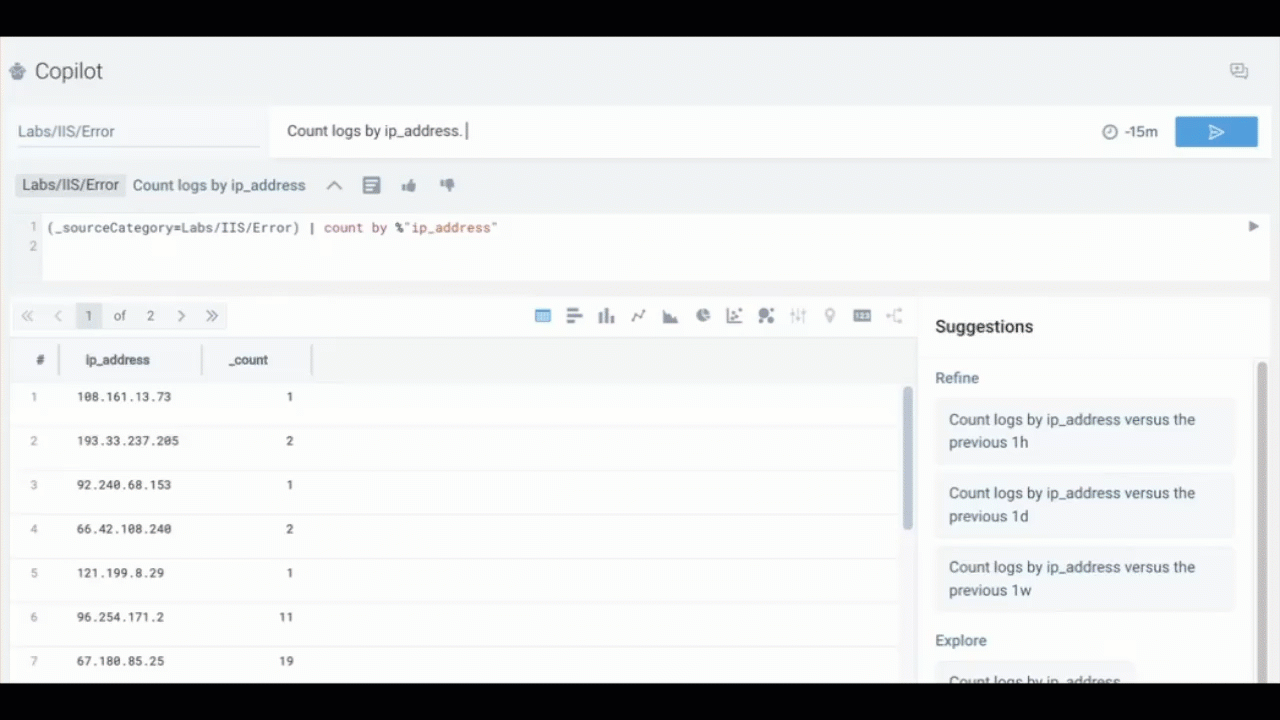 Copilot
Labs/IIS/Error
Count logs by ip_address.
-15m
Labs/IIS/Error Count logs by ip_address
1 (_sourceCategory=Labs/IIS/Error) | count by %"ip_address"
2
1 of 2
123
# ip_address _count
1 108.161.13.73 1
2 193.33.237.205 2
3 92.240.68.153 1
4 66.42.108.240 2
5 121.199.8.29 1
6 96.254.171.2 11
7 67.180.85.25 19
Suggestions
Refine
Count logs by ip_address versus the
previous 1h
Count logs by ip_address versus the
previous 1d
Count logs by ip_address versus the
previous 1w
Explore
Count logs by ip_address